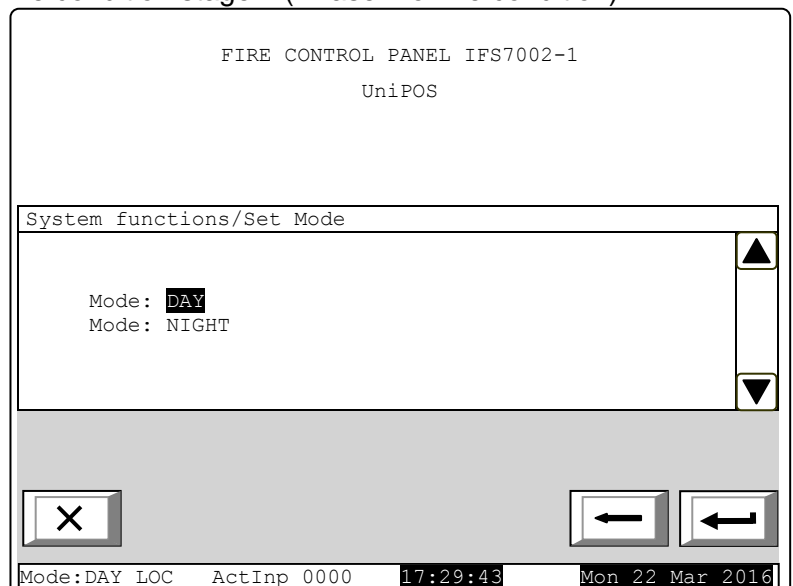 FIRE CONTROL PANEL IFS7002-1
UniPOS
System functions/Set Mode
Mode: DAY
Mode: NIGHT
Mode:DAY LOC ActInp 0000 17:29:43 Mon 22 Mar 2016